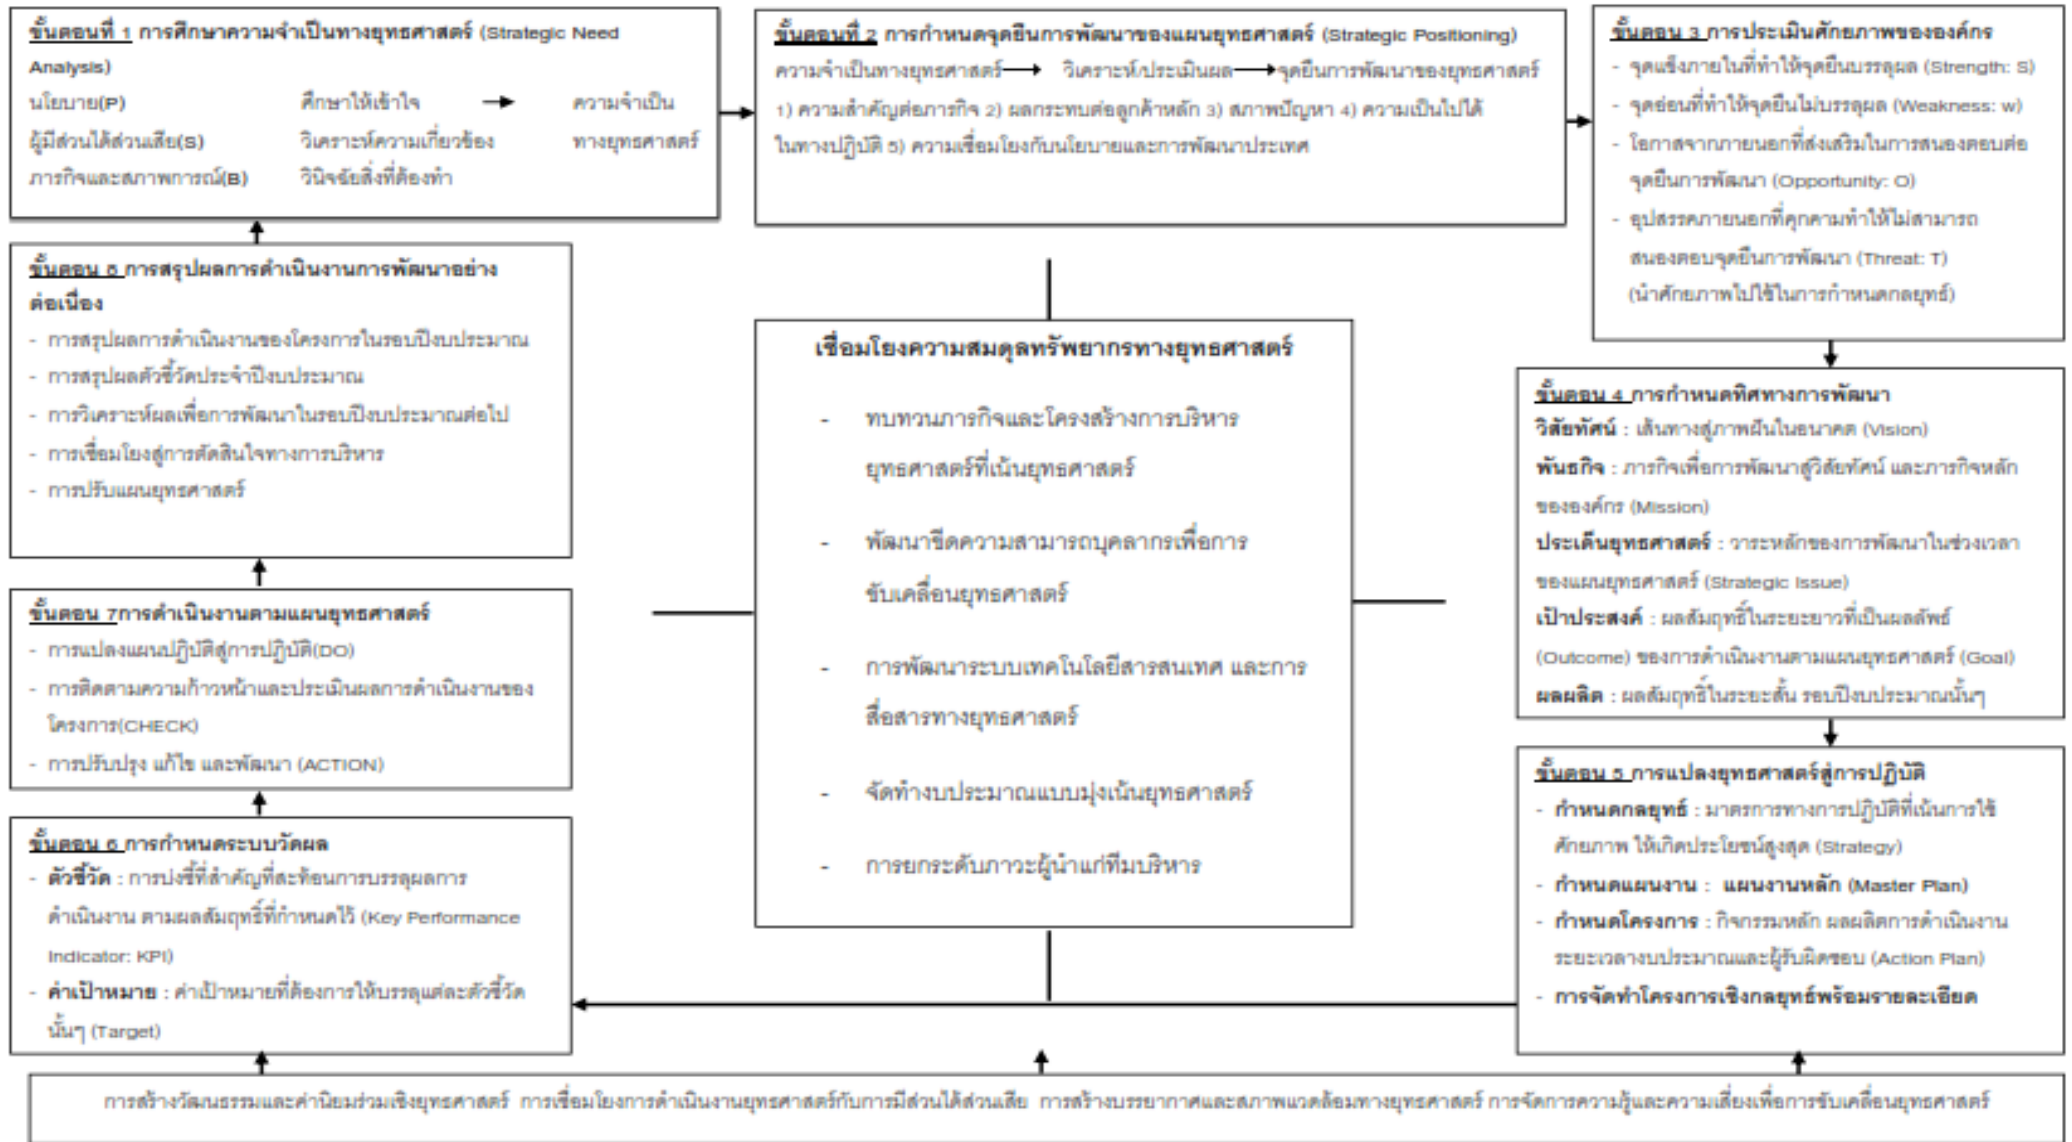 ขั้นตอนที่ 1 การศึกษาความจำเป็นทางยุทธศาสตร์ (Strategic Need
Analysis)
นโยบาย(P) ศึกษาให้เข้าใจ → ความจำเป็น
ผู้มีส่วนได้ส่วนเสีย(S) วิเคราะห์ความเกี่ยวข้อง ทางยุทธศาสตร์
ภารกิจและสภาพการณ์(B) วินิจฉัยสิ่งที่ต้องทำ
ขั้นตอนที่ 2 การกำหนดจุดยืนการพัฒนาของแผนยุทธศาสตร์ (Strategic Positioning)
ความจำเป็นทางยุทธศาสตร์→ วิเคราะห์/ประเมินผล→จุดยืนการพัฒนาของยุทธศาสตร์
1) ความสำคัญต่อภารกิจ 2) ผลกระทบต่อลูกค้าหลัก 3) สภาพปัญหา 4) ความเป็นไปได้
ในทางปฏิบัติ 5) ความเชื่อมโยงกับนโยบายและการพัฒนาประเทศ
ขั้นตอน 3 การประเมินศักยภาพขององค์กร
- จุดแข็งภายในที่ทำให้จุดยืนบรรลุผล (Strength: S)
- จุดอ่อนที่ทำให้จุดยืนไม่บรรลุผล (Weakness: w)
- โอกาสจากภายนอกที่ส่งเสริมในการสนองตอบต่อ
จุดยืนการพัฒนา (Opportunity: O)
- อุปสรรคภายนอกที่คุกคามทำให้ไม่สามารถ
สนองตอบจุดยืนการพัฒนา (Threat: T)
(นำศักยภาพไปใช้ในการกำหนดกลยุทธ์)
ขั้นตอน 4 การกำหนดทิศทางการพัฒนา
วิสัยทัศน์ : เส้นทางสู่ภาพฝันในอนาคต (Vision)
พันธกิจ : ภารกิจเพื่อการพัฒนาสู่วิสัยทัศน์ และภารกิจหลัก
ขององค์กร (Mission)
ประเด็นยุทธศาสตร์ : วาระหลักของการพัฒนาในช่วงเวลา
ของแผนยุทธศาสตร์ (Strategic Issue)
เป้าประสงค์ : ผลสัมฤทธิ์ในระยะยาวที่เป็นผลลัพธ์
(Outcome) ของการดำเนินงานตามแผนยุทธศาสตร์ (Goal)
ผลผลิต : ผลสัมฤทธิ์ในระยะสั้น รอบปีงบประมาณนั้นๆ
ขั้นตอน 5 การแปลงยุทธศาสตร์สู่การปฏิบัติ
- กำหนดกลยุทธ์ : มาตรการทางการปฏิบัติที่เน้นการใช้
ศักยภาพ ให้เกิดประโยชน์สูงสุด (Strategy)
- กำหนดแผนงาน : แผนงานหลัก (Master Plan)
- กำหนดโครงการ : กิจกรรมหลัก ผลผลิตการดำเนินงาน
ระยะเวลางบประมาณและผู้รับผิดชอบ (Action Plan)
- การจัดทำโครงการเชิงกลยุทธ์พร้อมรายละเอียด
ขั้นตอน 6 การกำหนดระบบวัดผล
- ตัวชี้วัด : การบ่งชี้ที่สำคัญที่สะท้อนการบรรลุผลการ
ดำเนินงาน ตามผลสัมฤทธิ์ที่กำหนดไว้ (Key Performance
Indicator: KPI)
- ค่าเป้าหมาย : ค่าเป้าหมายที่ต้องการให้บรรลุแต่ละตัวชี้วัด
นั้นๆ (Target)
ขั้นตอน 7การดำเนินงานตามแผนยุทธศาสตร์
- การแปลงแผนปฏิบัติสู่การปฏิบัติ(DO)
- การติดตามความก้าวหน้าและประเมินผลการดำเนินงานของ
โครงการ(CHECK)
- การปรับปรุง แก้ไข และพัฒนา (ACTION)
ขั้นตอน 8 การสรุปผลการดำเนินงานการพัฒนาอย่าง
ต่อเนื่อง
- การสรุปผลการดำเนินงานของโครงการในรอบปีงบประมาณ
- การสรุปผลตัวชี้วัดประจำปีงบประมาณ
- การวิเคราะห์ผลเพื่อการพัฒนาในรอบปีงบประมาณต่อไป
- การเชื่อมโยงสู่การตัดสินใจทางการบริหาร
- การปรับแผนยุทธศาสตร์
เชื่อมโยงความสมดุลทรัพยากรทางยุทธศาสตร์
- ทบทวนภารกิจและโครงสร้างการบริหาร
ยุทธศาสตร์ที่เน้นยุทธศาสตร์
- พัฒนาขีดความสามารถบุคลากรเพื่อการ
ขับเคลื่อนยุทธศาสตร์
- การพัฒนาระบบเทคโนโลยีสารสนเทศ และการ
สื่อสารทางยุทธศาสตร์
- จัดทำงบประมาณแบบมุ่งเน้นยุทธศาสตร์
- การยกระดับภาวะผู้นำแก่ทีมบริหาร
การสร้างวัฒนธรรมและค่านิยมร่วมเชิงยุทธศาสตร์ การเชื่อมโยงการดำเนินงานยุทธศาสตร์กับการมีส่วนได้ส่วนเสีย การสร้างบรรยากาศและสภาพแวดล้อมทางยุทธศาสตร์ การจัดการความรู้และความเสี่ยงเพื่อการขับเคลื่อนยุทธศาสตร์